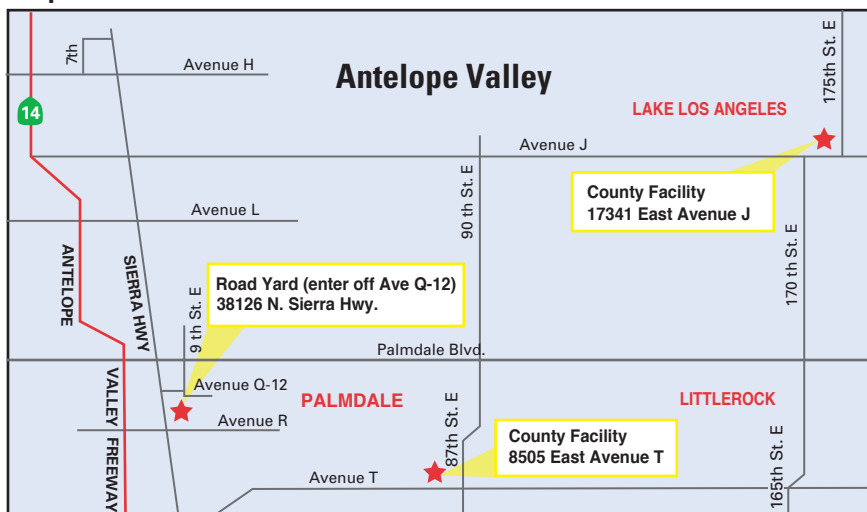 7th
Avenue H
Antelope Valley
175th St. E
14
LAKE LOS ANGELES
Avenue J
County Facility
17341 East Avenue J
90 th St. E
Avenue L
170 th St. E
ANTELOPE
SIERRA HWY
Road Yard (enter off Ave Q-12)
38126 N. Sierra Hwy.
9 th St. E
Palmdale Blvd.
VALLEY FREEWAY
Avenue Q-12
PALMDALE
LITTLEROCK
Avenue R
87th St. E
County Facility
8505 East Avenue T
Avenue T
165th St. E